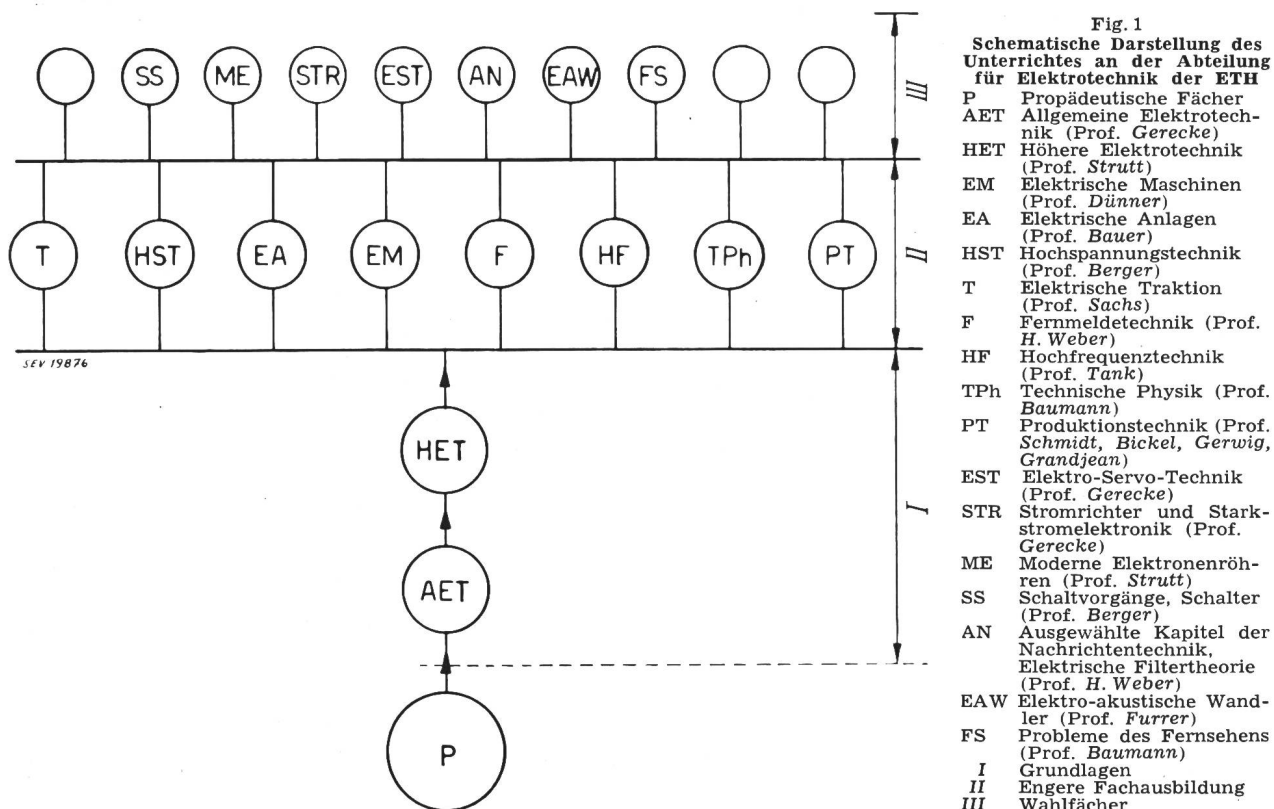 SS ME STR EST AN EAW FS
III
T HST EA EM F HF TPh PT
II
SEV 19876
HET
I
AET
P
Fig. 1
Schematische Darstellung des
Unterrichtes an der Abteilung
für Elektrotechnik der ETH
P Propädeutische Fächer
AET Allgemeine Elektrotech-
nik (Prof. Gerecke)
HET Höhere Elektrotechnik
(Prof. Strutt)
EM Elektrische Maschinen
(Prof. Dünner)
EA Elektrische Anlagen
(Prof. Bauer)
HST Hochspannungstechnik
(Prof. Berger)
T Elektrische Traktion
(Prof. Sachs)
F Fernmeldetechnik (Prof.
H. Weber)
HF Hochfrequenztechnik
(Prof. Tank)
TPh Technische Physik (Prof.
Baumann)
PT Produktionstechnik (Prof.
Schmidt, Bickel, Gerwig,
Grandjean)
EST Elektro-Servo-Technik
(Prof. Gerecke)
STR Stromrichter und Stark-
stromelektronik (Prof.
Gerecke)
ME Moderne Elektronenröh-
ren (Prof. Strutt)
SS Schaltvorgänge, Schalter
(Prof. Berger)
AN Ausgewählte Kapitel der
Nachrichtentechnik,
Elektrische Filtertheorie
(Prof. H. Weber)
EAW Elektro-akustische Wand-
ler (Prof. Furrer)
FS Probleme des Fernsehens
(Prof. Baumann)
I Grundlagen
II Engere Fachausbildung
III Wahlfächer